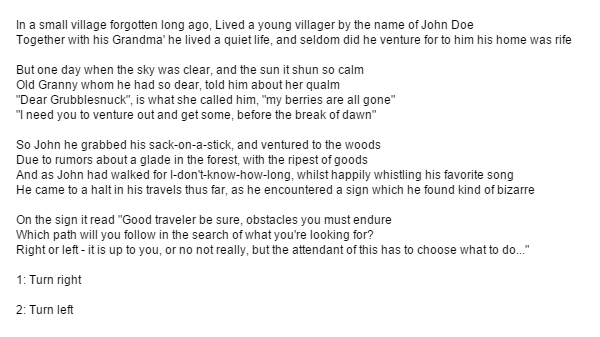 In a small village forgotten long ago, Lived a young villager by the name of John Doe
Together with his Grandma' he lived a quiet life, and seldom did he venture for to him his home was rife
But one day when the sky was clear, and the sun it shun so calm
Old Granny whom he had so dear, told him about her qualm
"Dear Grubblesnuck", is what she called him, "my berries are all gone"
"I need you to venture out and get some, before the break of dawn"
So John he grabbed his sack-on-a-stick, and ventured to the woods
Due to rumors about a glade in the forest, with the ripest of goods
And as John had walked for I-don't-know-how-long, whilst happily whistling his favorite song
He came to a halt in his travels thus far, as he encountered a sign which he found kind of bizarre
On the sign it read "Good traveler be sure, obstacles you must endure
Which path will you follow in the search of what you're looking for?
Right or left - it is up to you, or no not really, but the attendant of this has to choose what to do..."
1: Turn right
2: Turn left